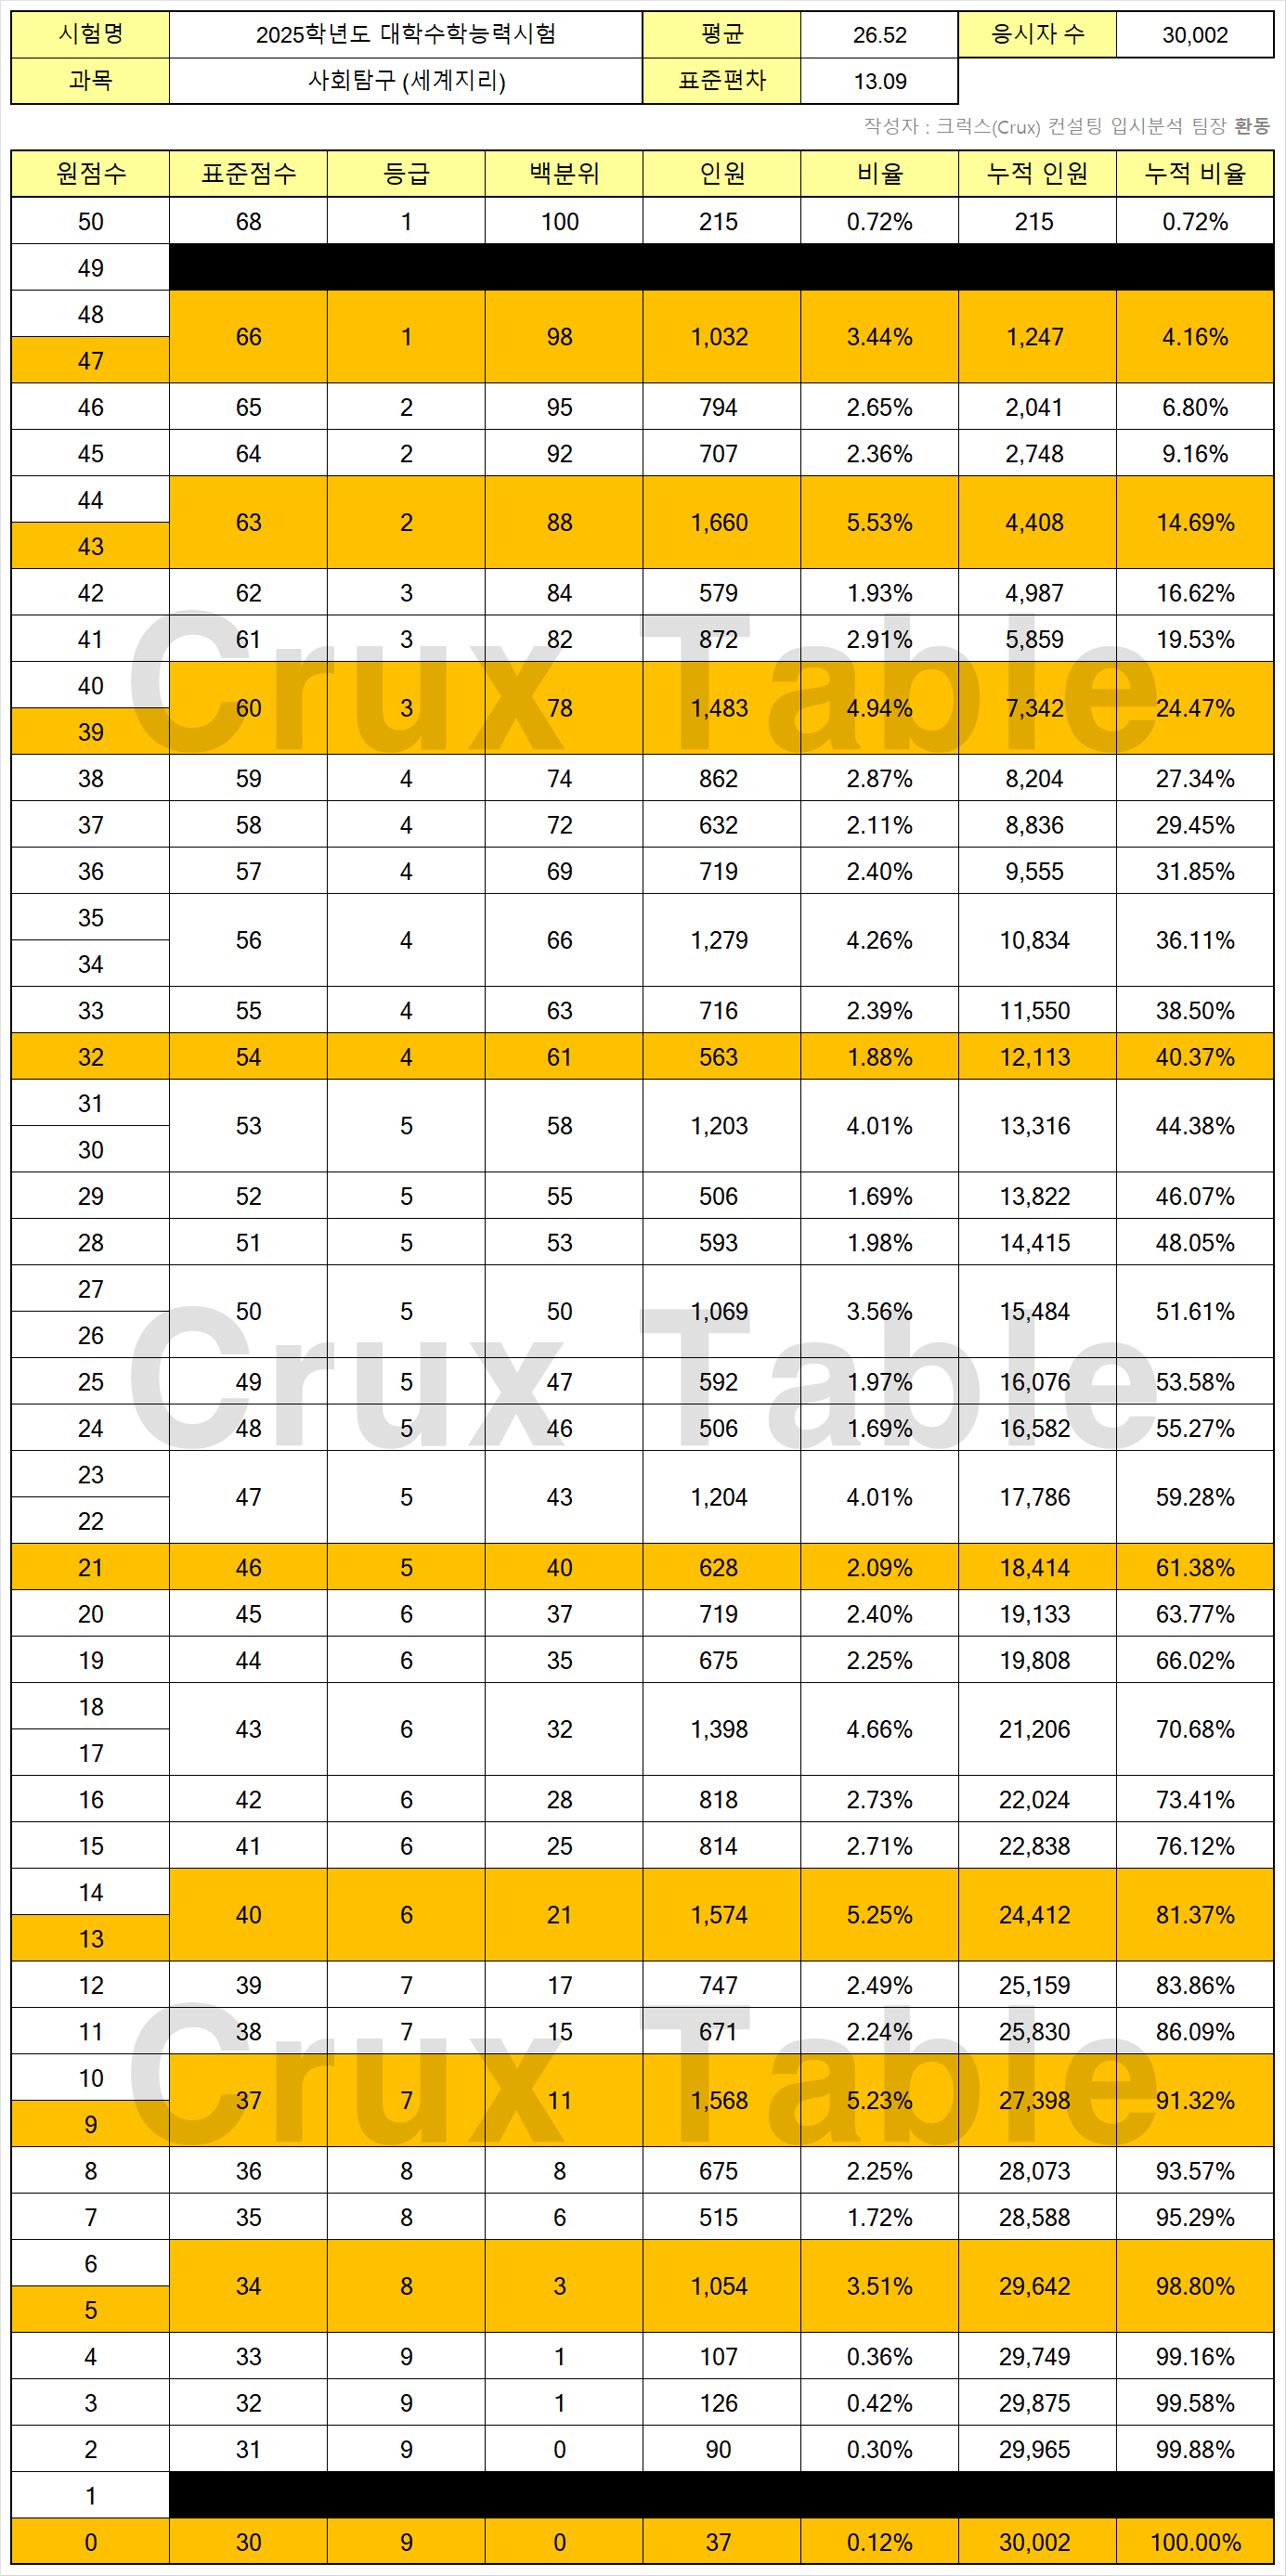 시험명 2025학년도 대학수학능력시험 평균 26.52 응시자 수 30,002
과목 사회탐구 (세계지리) 표준편차 13.09
작성자 : 크럭스(Crux) 컨설팅 입시분석 팀장 환동
원점수 표준점수 등급 백분위 인원 비율 누적 인원 누적 비율
50 68 1 100 215 0.72% 215 0.72%
49
48
66 1 98 1,032 3.44% 1,247 4.16%
47
46 65 2 95 794 2.65% 2,041 6.80%
45 64 2 92 707 2.36% 2,748 9.16%
44
63 2 88 1,660 5.53% 4,408 14.69%
43
42 62 3 84 579 1.93% 4,987 16.62%
41 61 3 82 872 2.91% 5,859 19.53%
Crux Table
40
60 3 78 1,483 4.94% 7,342 24.47%
39
38 59 4 74 862 2.87% 8,204 27.34%
37 58 4 72 632 2.11% 8,836 29.45%
36 57 4 69 719 2.40% 9,555 31.85%
35
56 4 66 1,279 4.26% 10,834 36.11%
34
33 55 4 63 716 2.39% 11,550 38.50%
32 54 4 61 563 1.88% 12,113 40.37%
31
53 5 58 1,203 4.01% 13,316 44.38%
30
29 52 5 55 506 1.69% 13,822 46.07%
28 51 5 53 593 1.98% 14,415 48.05%
27
50 5 50 1,069 3.56% 15,484 51.61%
26
Crux Table
25 49 5 47 592 1.97% 16,076 53.58%
24 48 5 46 506 1.69% 16,582 55.27%
23
47 5 43 1,204 4.01% 17,786 59.28%
22
21 46 5 40 628 2.09% 18,414 61.38%
20 45 6 37 719 2.40% 19,133 63.77%
19 44 6 35 675 2.25% 19,808 66.02%
18
43 6 32 1,398 4.66% 21,206 70.68%
17
16 42 6 28 818 2.73% 22,024 73.41%
15 41 6 25 814 2.71% 22,838 76.12%
14
40 6 21 1,574 5.25% 24,412 81.37%
13
12 39 7 17 747 2.49% 25,159 83.86%
11 38 7 15 671 2.24% 25,830 86.09%
Crux Table
10
37 7 11 1,568 5.23% 27,398 91.32%
9
8 36 8 8 675 2.25% 28,073 93.57%
7 35 8 6 515 1.72% 28,588 95.29%
6
34 8 3 1,054 3.51% 29,642 98.80%
5
4 33 9 1 107 0.36% 29,749 99.16%
3 32 9 1 126 0.42% 29,875 99.58%
2 31 9 0 90 0.30% 29,965 99.88%
1
0 30 9 0 37 0.12% 30,002 100.00%